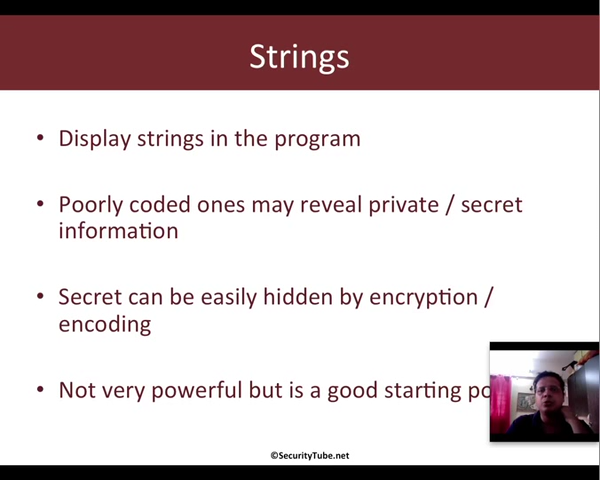 Strings
• Display strings in the program
• Poorly coded ones may reveal private / secret
information
• Secret can be easily hidden by encryption /
encoding
• Not very powerful but is a good starting
©SecurityTube.net